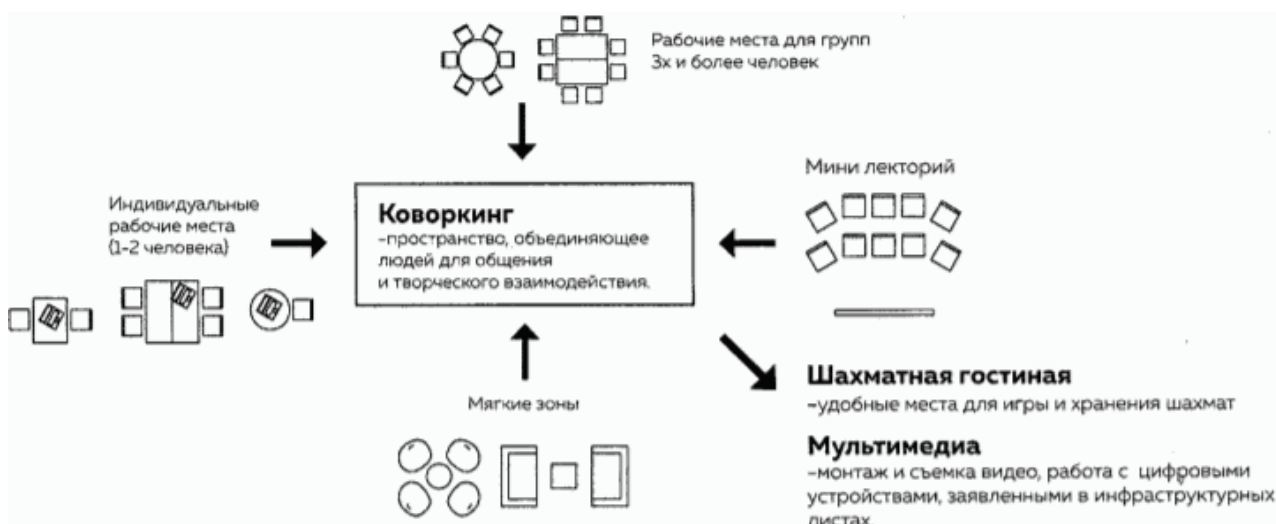 Рабочие места для групп
3х и более человек
Мини лекторий
Индивидуальные
рабочие места
(1-2 человека)
Коворкинг
-пространство, объединяющее
людей для общения
и творческого взаимодействия.
Мягкие зоны
Шахматная гостиная
-удобные места для игры и хранения шахмат
Мультимедиа
-монтаж и съемка видео, работа с цифровыми
устройствами, заявленными в инфраструктурных
листах.